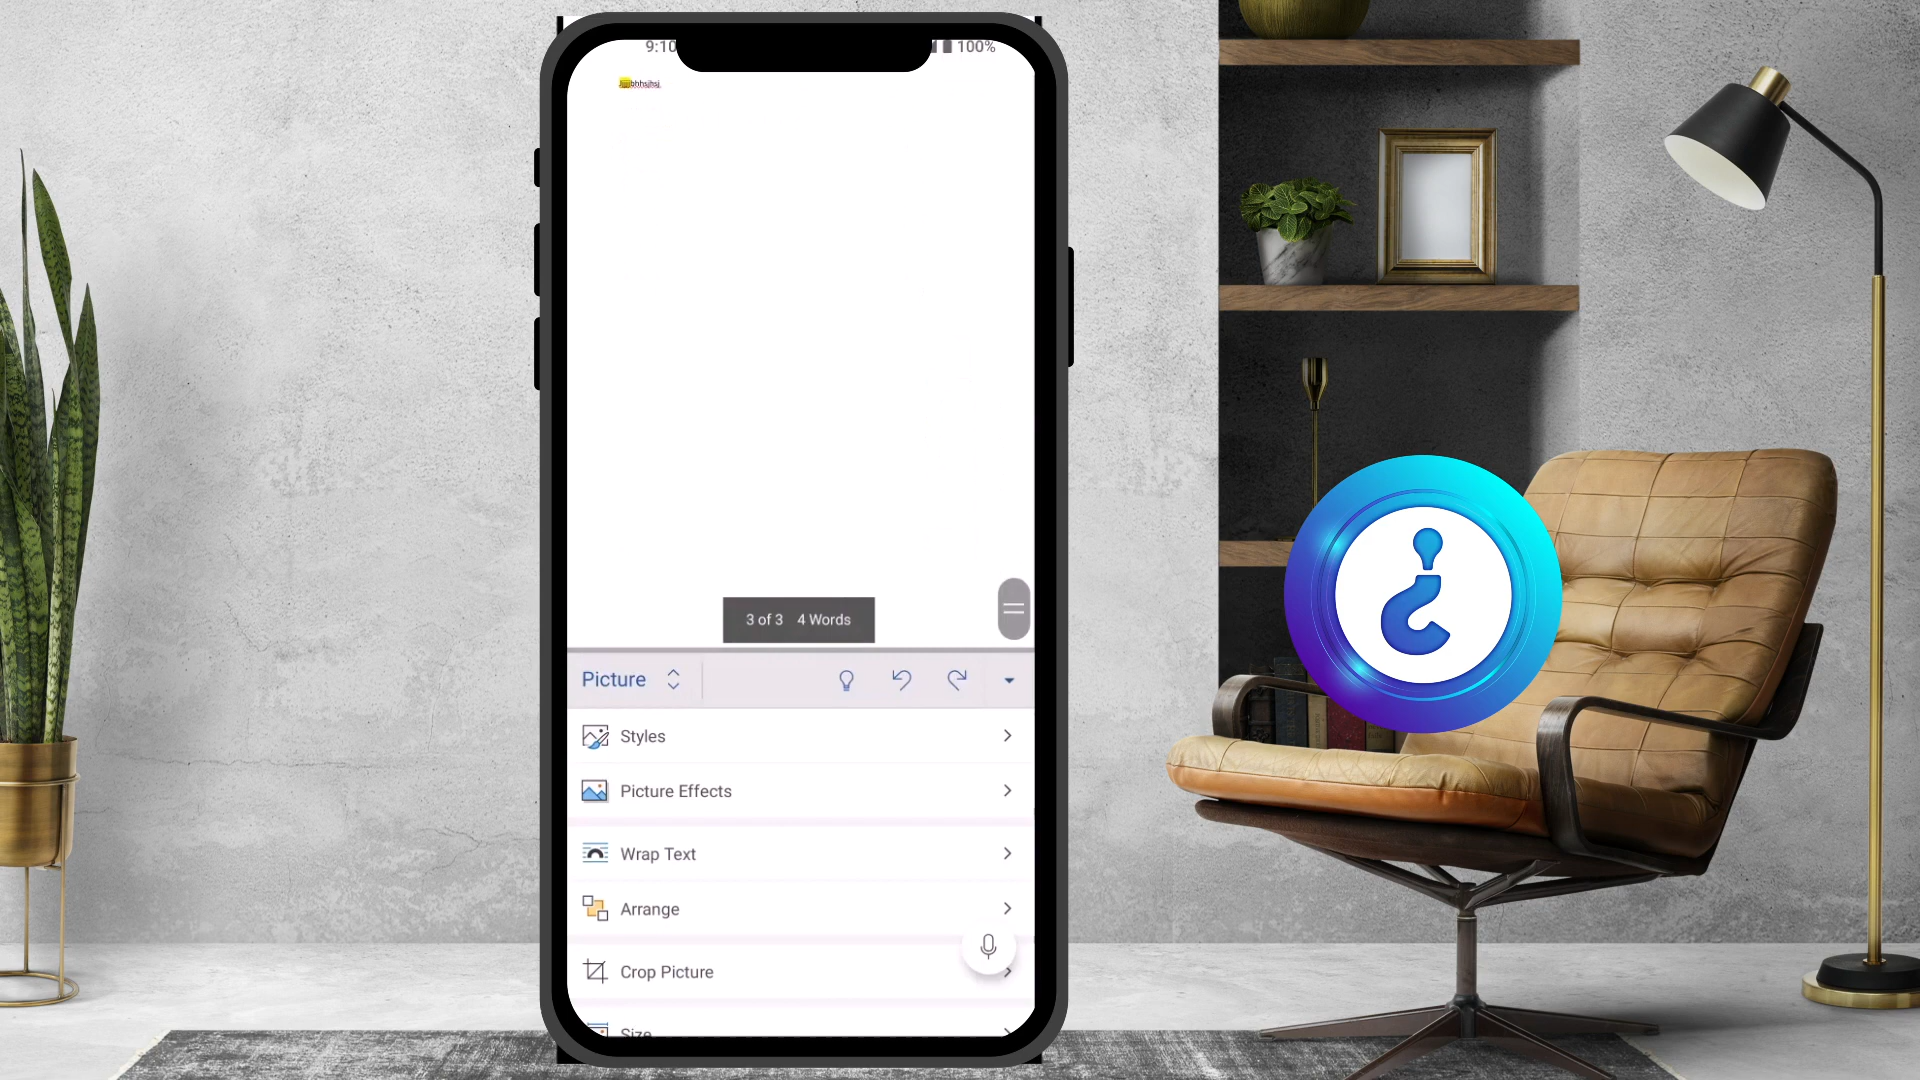 9:10
100%
3 of 3 4 Words
Picture
Styles
Picture Effects
Wrap Text
Arrange
Crop Picture
Size